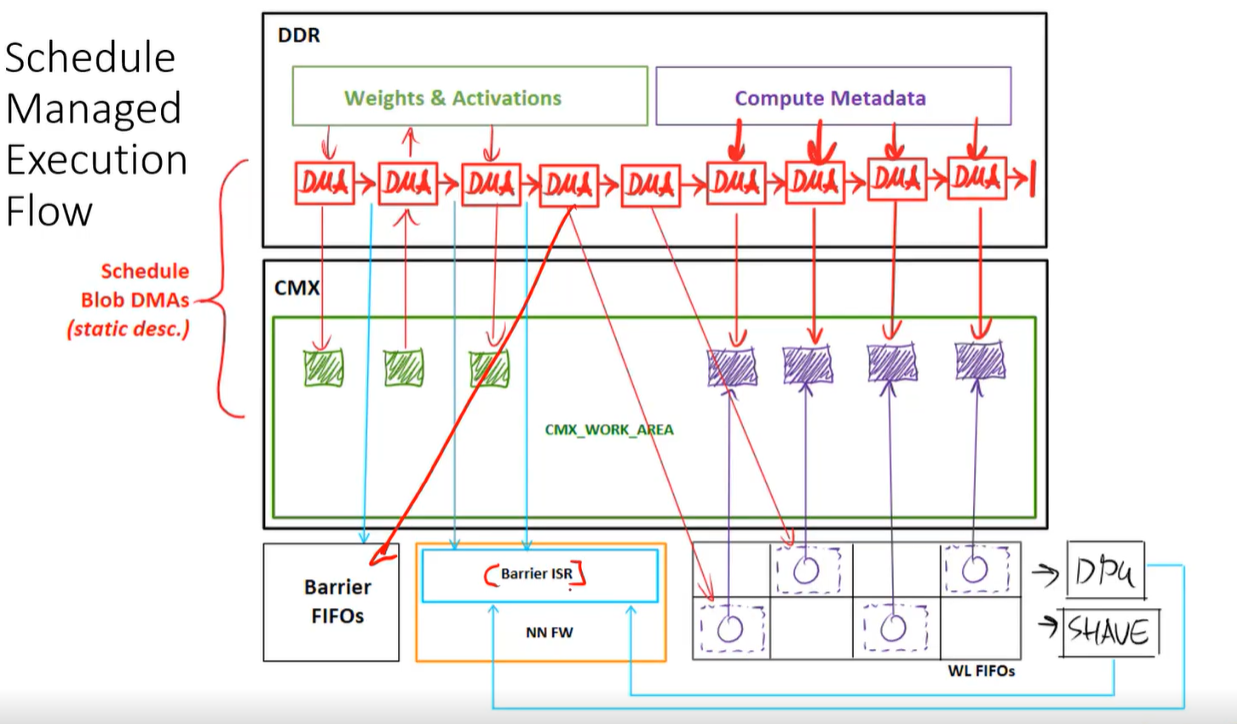 Schedule
Managed
Execution
Flow
DDR
Weights & Activations
Compute Metadata
DMA DMA DMA DMA DMA DMA DMA DMA DMA
Schedule
Blob DMAs
(static desc.)
CMX
CMX_WORK_AREA
Barrier
FIFOs
Barrier ISR
NN FW
DPU
SHAVE
WL FIFOs